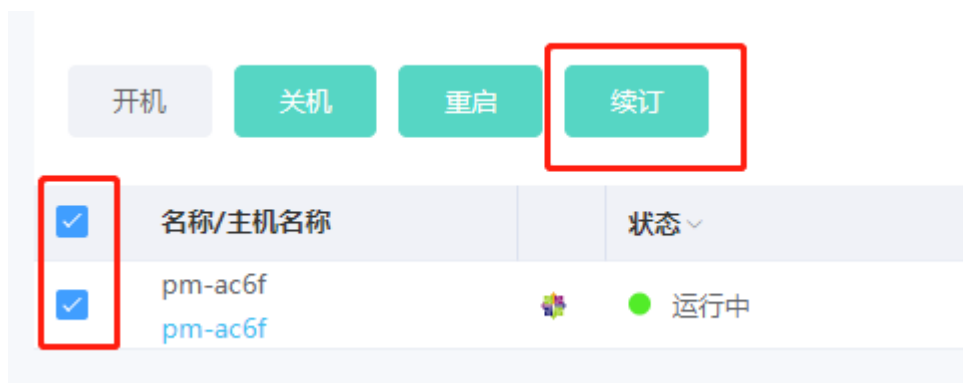 开机 关机 重启 续订
名称/主机名称 状态
pm-ac6f
pm-ac6f
运行中